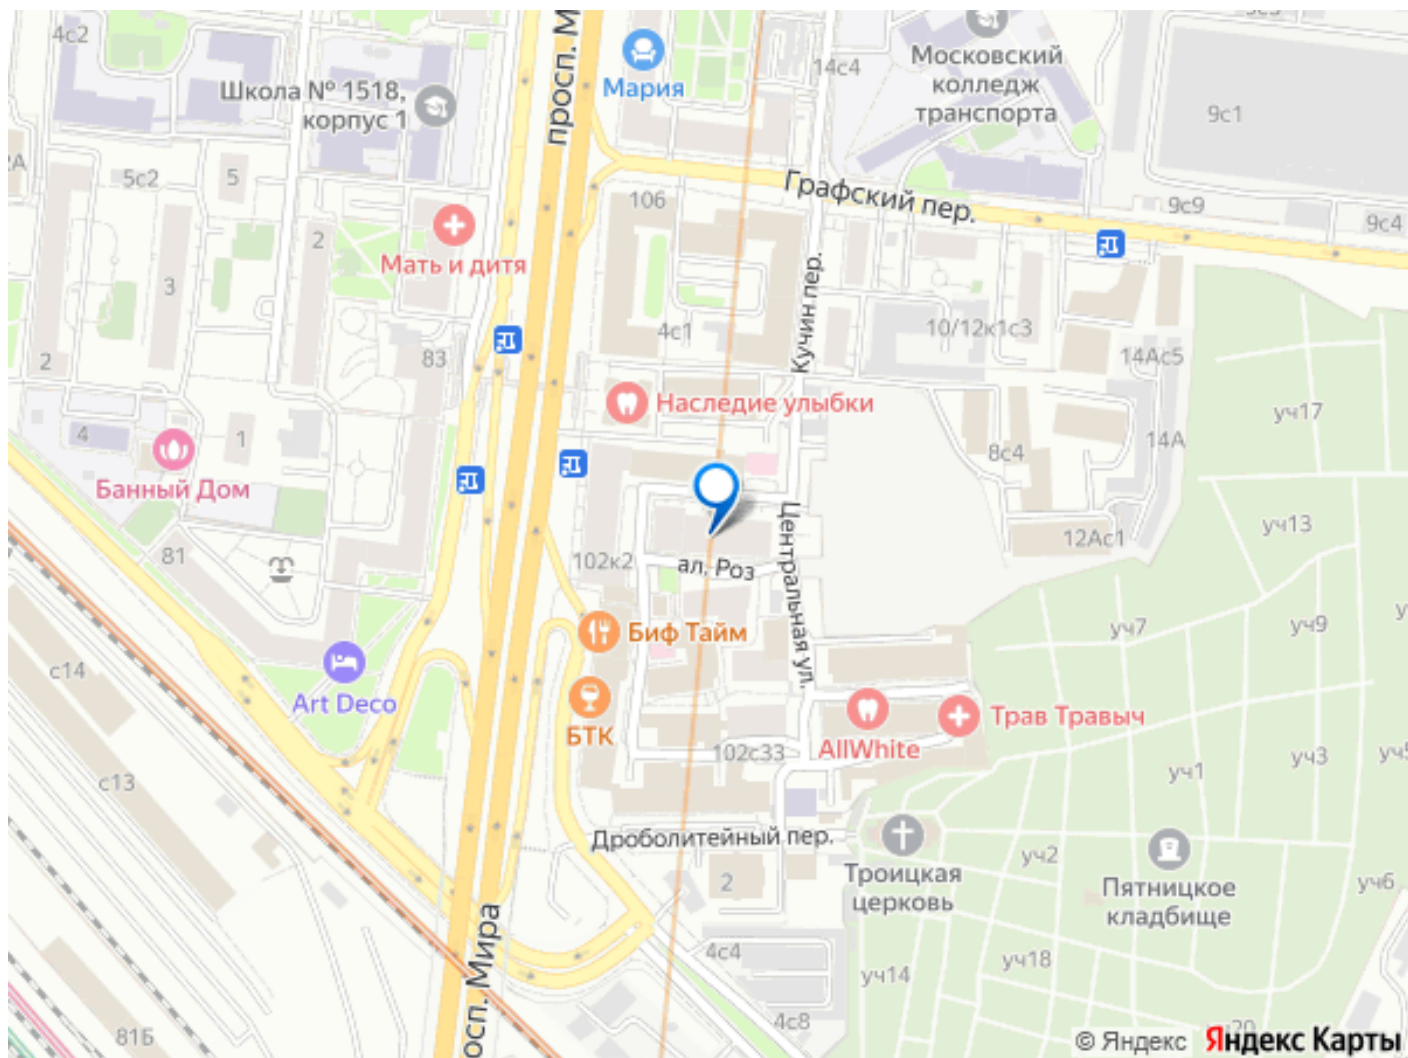 4с2
Школа № 1518,
корпус 1
просп. М
Мария
14с4
Московский
колледж
транспорта
9с1
2А
5с2
5
106
Графский пер.
9с9
9с4
2
Мать и дитя
3
Кучин пер.
4с1
10/12к1с3
2
83
14Ас5
Наследие улыбки
уч17
4
1
8с4
14А
Банный Дом
Центральная ул.
уч13
12Ас1
81
102к2
ал. Роз
уч7
уч9
Биф Тайм
с14
Art Deco
БТК
AllWhite
Трав Травыч
102с33
уч3
уч1
с13
Дроболитейный пер.
Троицкая
церковь
уч2
Пятницкое
кладбище
уч6
2
просп. Мира
4с4
уч14
уч18
4с8
81Б
© Яндекс Яндекс Карты